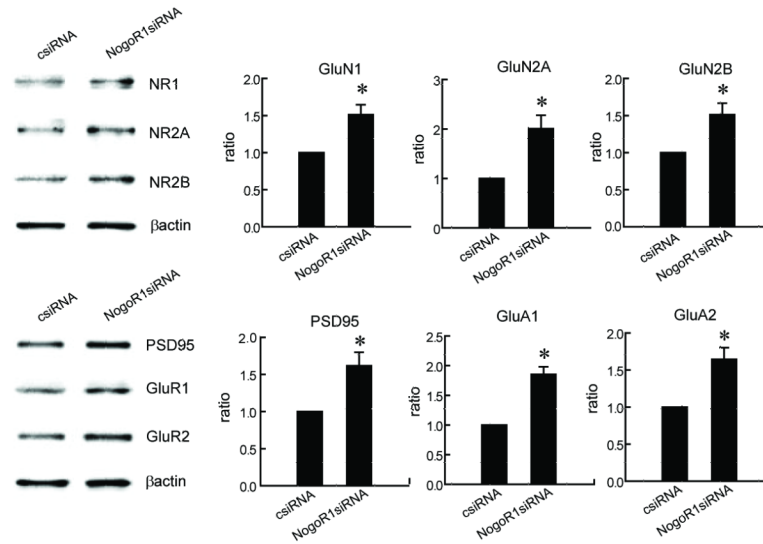 csiRNA
NogoR1siRNA
NR1
NR2A
NR2B
βactin
GluN1
ratio
2.0
1.5
1.0
0.5
0.0
*
csiRNA
NogoR1siRNA
GluN2A
ratio
3
2
1
0
*
csiRNA
NogoR1siRNA
GluN2B
ratio
2.0
1.5
1.0
0.5
0.0
*
csiRNA
NogoR1siRNA
csiRNA
NogoR1siRNA
PSD95
GluR1
GluR2
βactin
PSD95
ratio
2.0
1.5
1.0
0.5
0.0
*
csiRNA
NogoR1siRNA
GluA1
ratio
2.5
2.0
1.5
1.0
0.5
0.0
*
csiRNA
NogoR1siRNA
GluA2
ratio
2.0
1.5
1.0
0.5
0.0
*
csiRNA
NogoR1siRNA